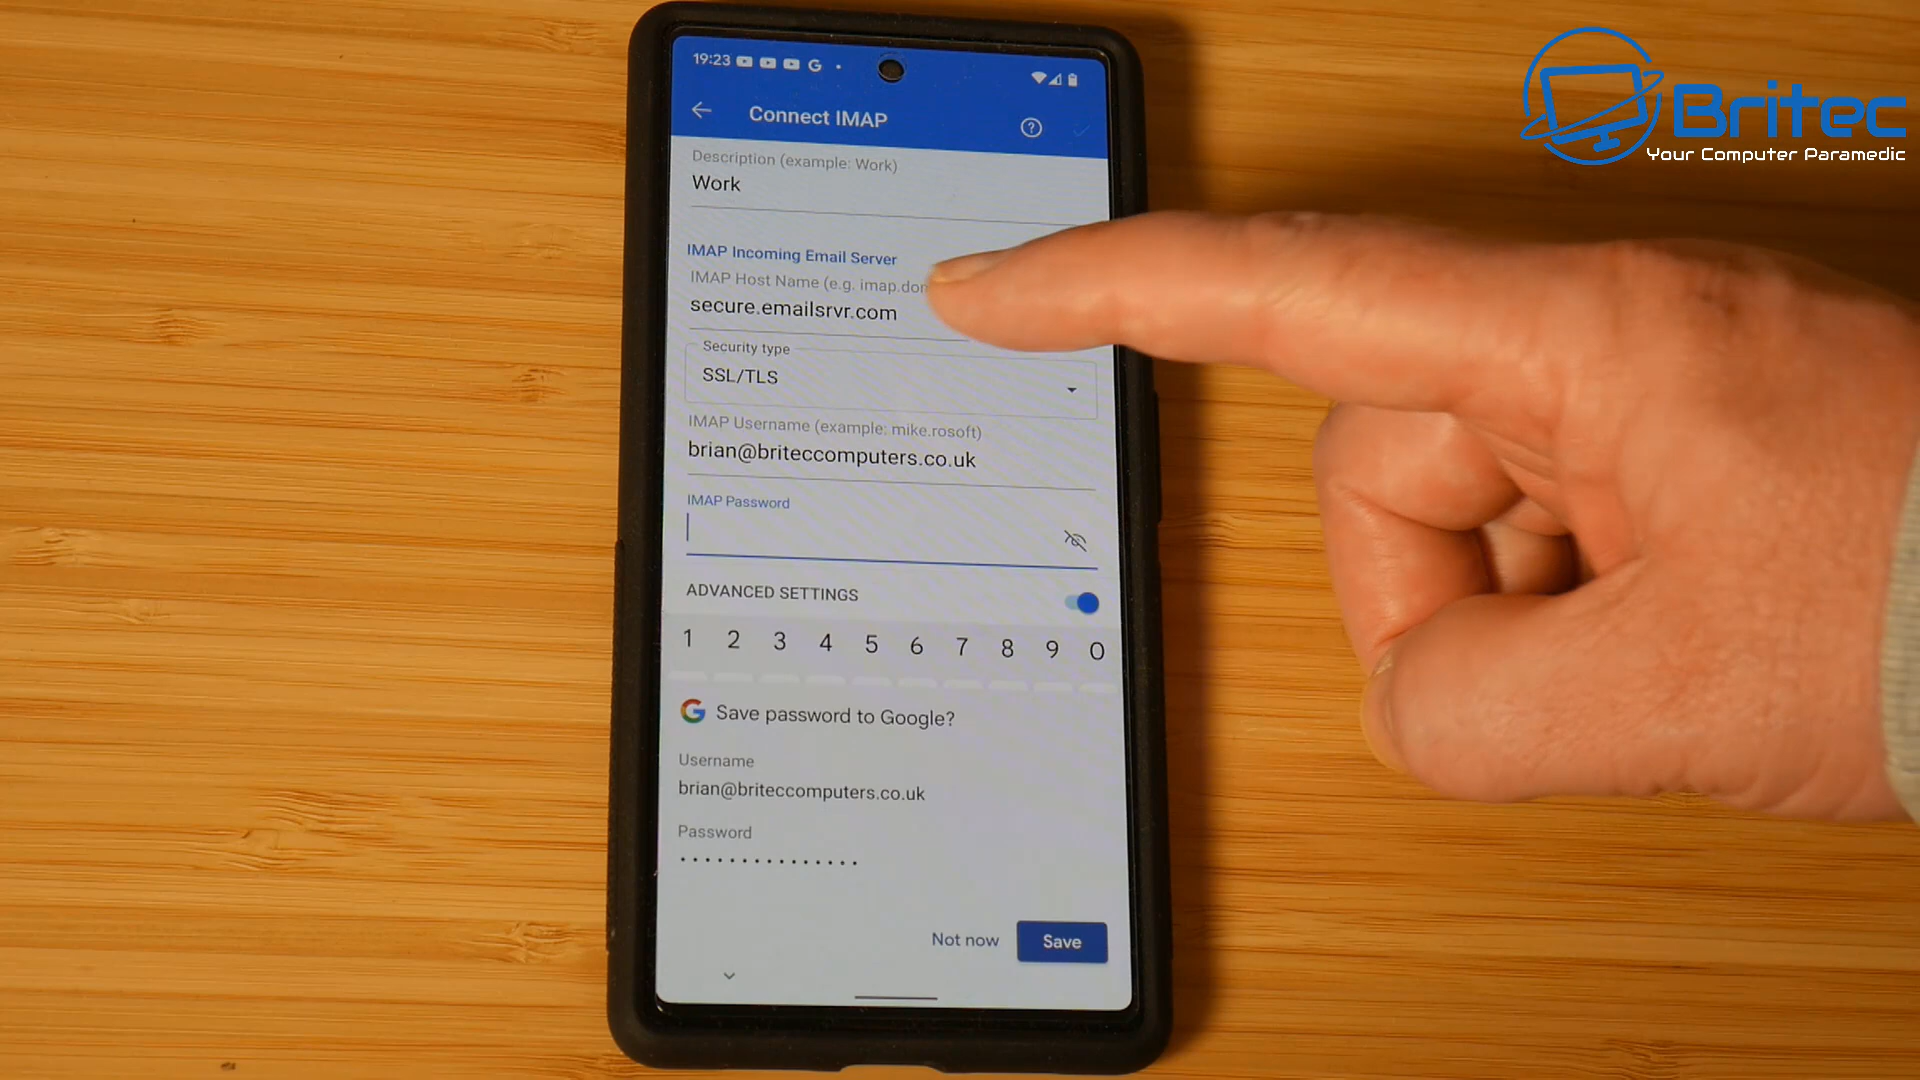 Britec
Your Computer Paramedic
19:23
Connect IMAP
Description (example: Work)
Work
IMAP Incoming Email Server
IMAP Host Name (e.g. imap.dom
secure.emailsrvr.com
Security type
SSL/TLS
IMAP Username (example: mike.rosoft)
brian@briteccomputers.co.uk
IMAP Password
ADVANCED SETTINGS
1 2 3 4 5 6 7 8 9 0
G Save password to Google?
Username
brian@briteccomputers.co.uk
Password
•••••••••••••••
Not now Save